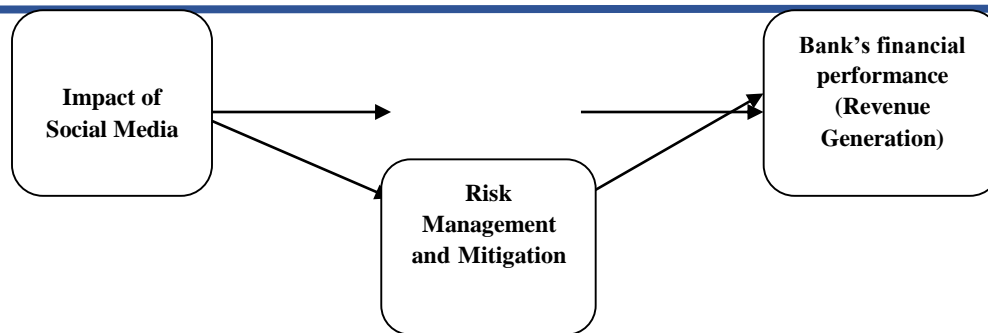 Impact of
Social Media
Bank’s financial
performance
(Revenue
Generation)
Risk
Management
and Mitigation